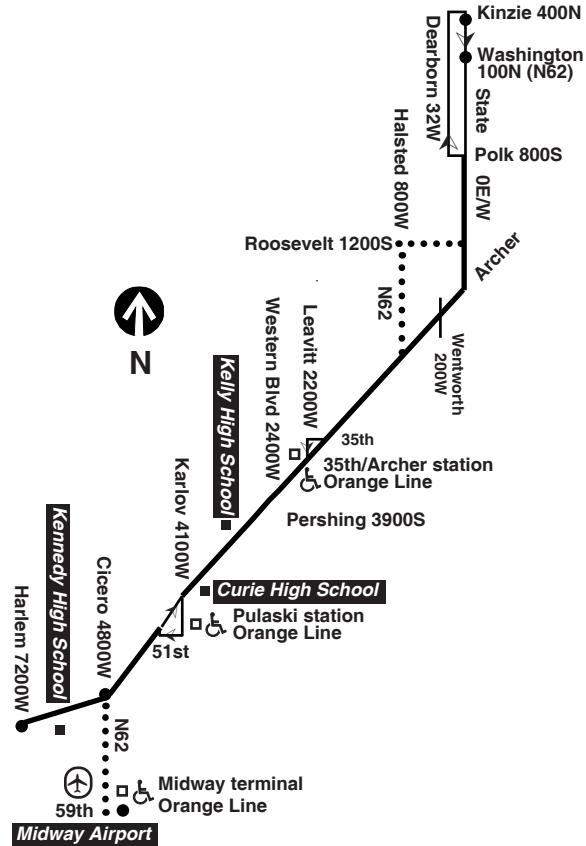 Kinzie 400N
Washington
100N (N62)
Dearborn 32W
State
Polk 800S
0E/W
Halsted 800W
Roosevelt 1200S
Archer
N62
Wentworth
200W
N
Leavitt 2200W
Western Blvd 2400W
35th
35th/Archer station
Orange Line
Kelly High School
Pershing 3900S
Karlov 4100W
Curie High School
Pulaski station
Orange Line
51st
Kennedy High School
Cicero 4800W
Harlem 7200W
N62
Midway terminal
Orange Line
59th
Midway Airport